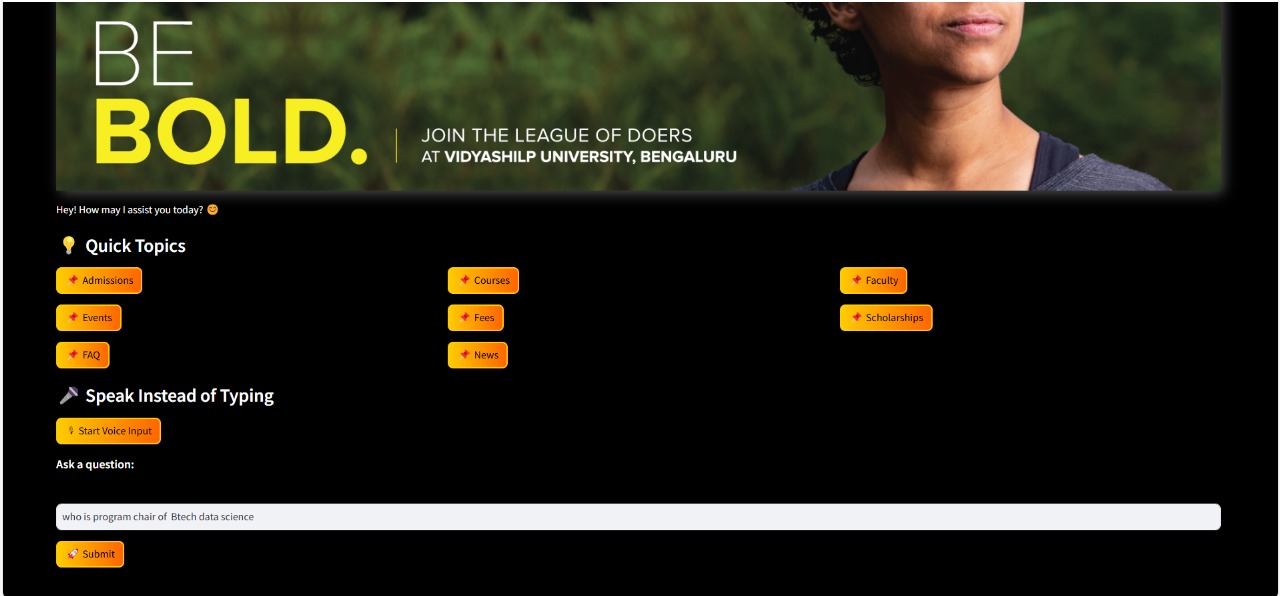 BE
BOLD.
JOIN THE LEAGUE OF DOERS
AT VIDYASHILP UNIVERSITY, BENGALURU
Hey! How may I assist you today? 😊
💡 Quick Topics
📌 Admissions
📌 Courses
📌 Faculty
📌 Events
📌 Fees
📌 Scholarships
📌 FAQ
📌 News
🎤 Speak Instead of Typing
🎙 Start Voice Input
Ask a question:
who is program chair of  Btech data science
🚀 Submit